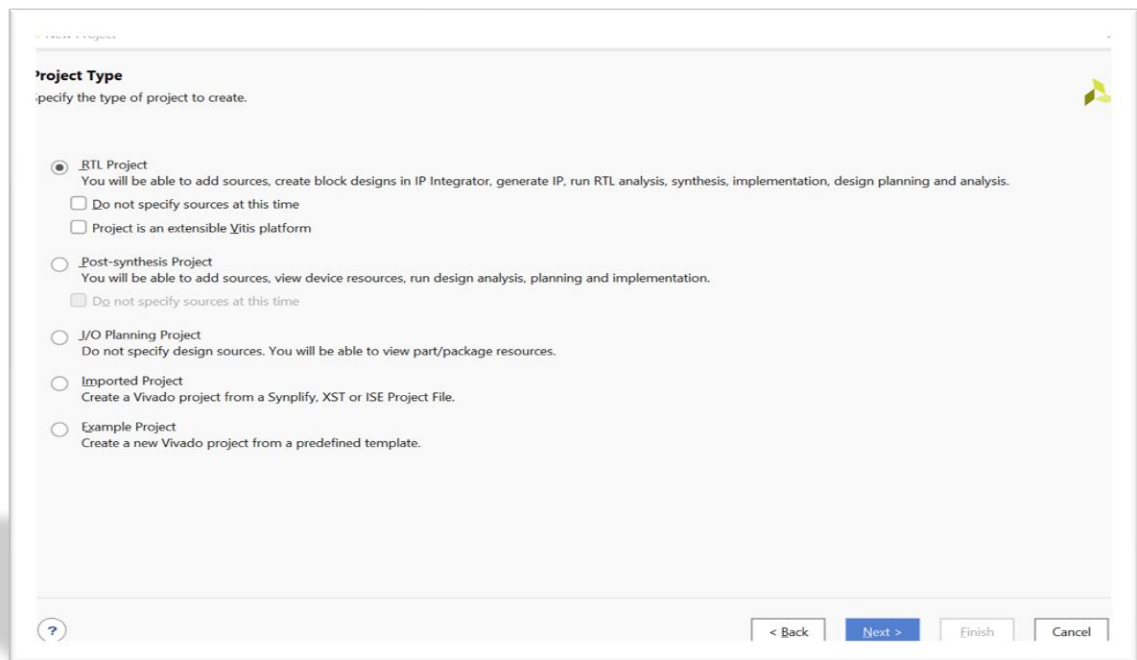 New Project
Project Type
Specify the type of project to create.
RTL Project
You will be able to add sources, create block designs in IP Integrator, generate IP, run RTL analysis, synthesis, implementation, design planning and analysis.
Do not specify sources at this time
Project is an extensible Vitis platform
Post-synthesis Project
You will be able to add sources, view device resources, run design analysis, planning and implementation.
Do not specify sources at this time
I/O Planning Project
Do not specify design sources. You will be able to view part/package resources.
Imported Project
Create a Vivado project from a Synplify, XST or ISE Project File.
Example Project
Create a new Vivado project from a predefined template.
? < Back Next > Finish Cancel